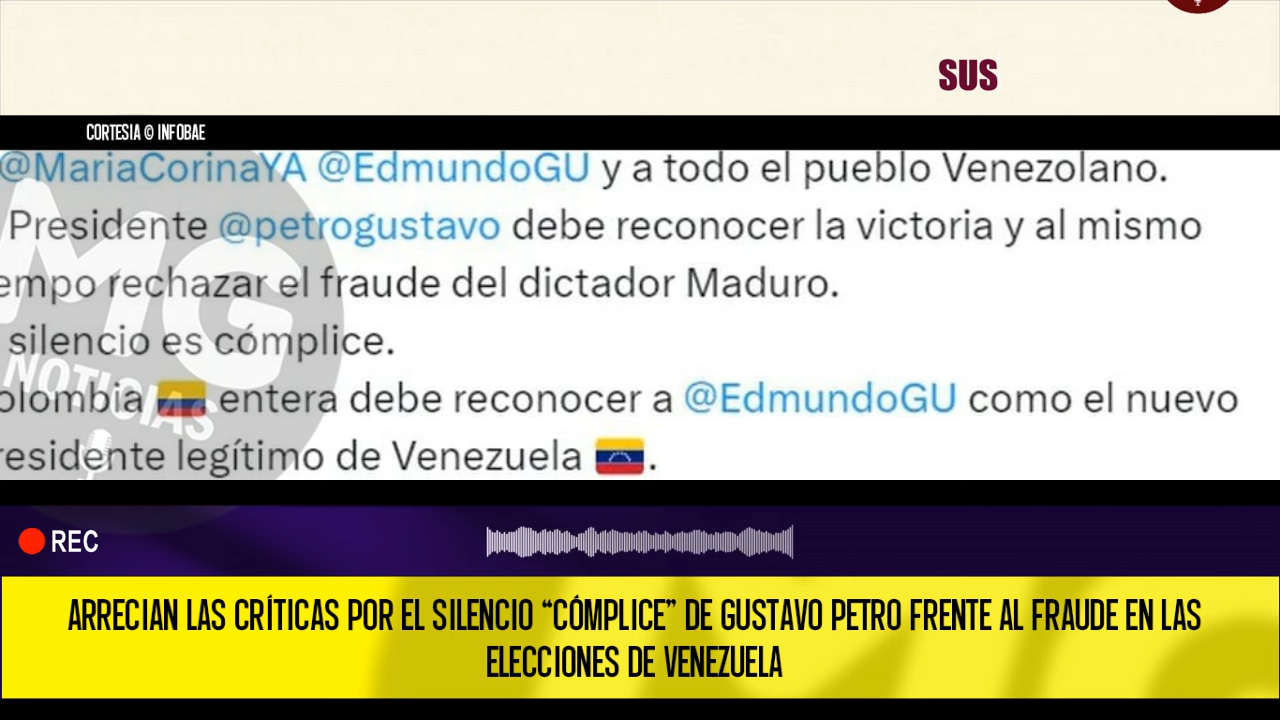 SUS
CORTESIA © INFOBAE
@MariaCorinaYA @EdmundoGU y a todo el pueblo Venezolano.
Presidente @petrogustavo debe reconocer la victoria y al mismo
empo rechazar el fraude del dictador Maduro.
silencio es cómplice.
olombia 🇨🇴 entera debe reconocer a @EdmundoGU como el nuevo
residente legítimo de Venezuela 🇻🇪.
MG
NOTICIAS
REC
ARRECIAN LAS CRÍTICAS POR EL SILENCIO “CÓMPLICE” DE GUSTAVO PETRO FRENTE AL FRAUDE EN LAS
ELECCIONES DE VENEZUELA